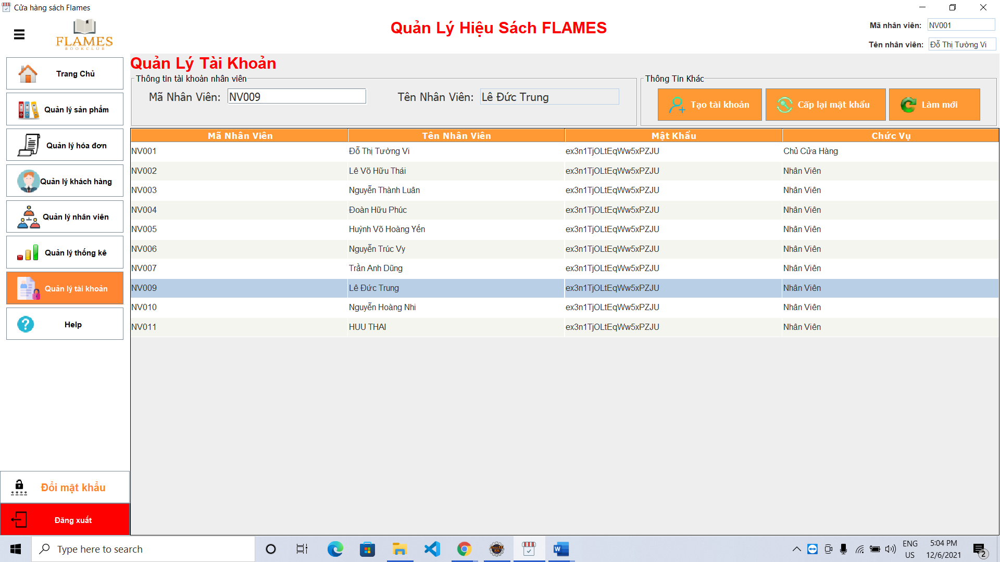 Cửa hàng sách Flames
FLAMES
BOOKCLUB
Quản Lý Hiệu Sách FLAMES
Mã nhân viên: NV001
Tên nhân viên: Đỗ Thị Tường Vi
Trang Chủ
Quản lý sản phẩm
Quản lý hóa đơn
Quản lý khách hàng
Quản lý nhân viên
Quản lý thống kê
Quản lý tài khoản
Help
Đổi mật khẩu
Đăng xuất
Quản Lý Tài Khoản
Thông tin tài khoản nhân viên
Mã Nhân Viên: NV009 Tên Nhân Viên: Lê Đức Trung
Thông Tin Khác
Tạo tài khoản Cấp lại mật khẩu Làm mới
Mã Nhân Viên Tên Nhân Viên Mật Khẩu Chức Vụ
NV001 Đỗ Thị Tường Vi ex3n1TjOLtEqWw5xPZJU Chủ Cửa Hàng
NV002 Lê Võ Hữu Thái ex3n1TjOLtEqWw5xPZJU Nhân Viên
NV003 Nguyễn Thành Luân ex3n1TjOLtEqWw5xPZJU Nhân Viên
NV004 Đoàn Hữu Phúc ex3n1TjOLtEqWw5xPZJU Nhân Viên
NV005 Huỳnh Võ Hoàng Yến ex3n1TjOLtEqWw5xPZJU Nhân Viên
NV006 Nguyễn Trúc Vy ex3n1TjOLtEqWw5xPZJU Nhân Viên
NV007 Trần Anh Dũng ex3n1TjOLtEqWw5xPZJU Nhân Viên
NV009 Lê Đức Trung ex3n1TjOLtEqWw5xPZJU Nhân Viên
NV010 Nguyễn Hoàng Nhi ex3n1TjOLtEqWw5xPZJU Nhân Viên
NV011 HUU THAI ex3n1TjOLtEqWw5xPZJU Nhân Viên
Type here to search
ENG
US
5:04 PM
12/6/2021
2